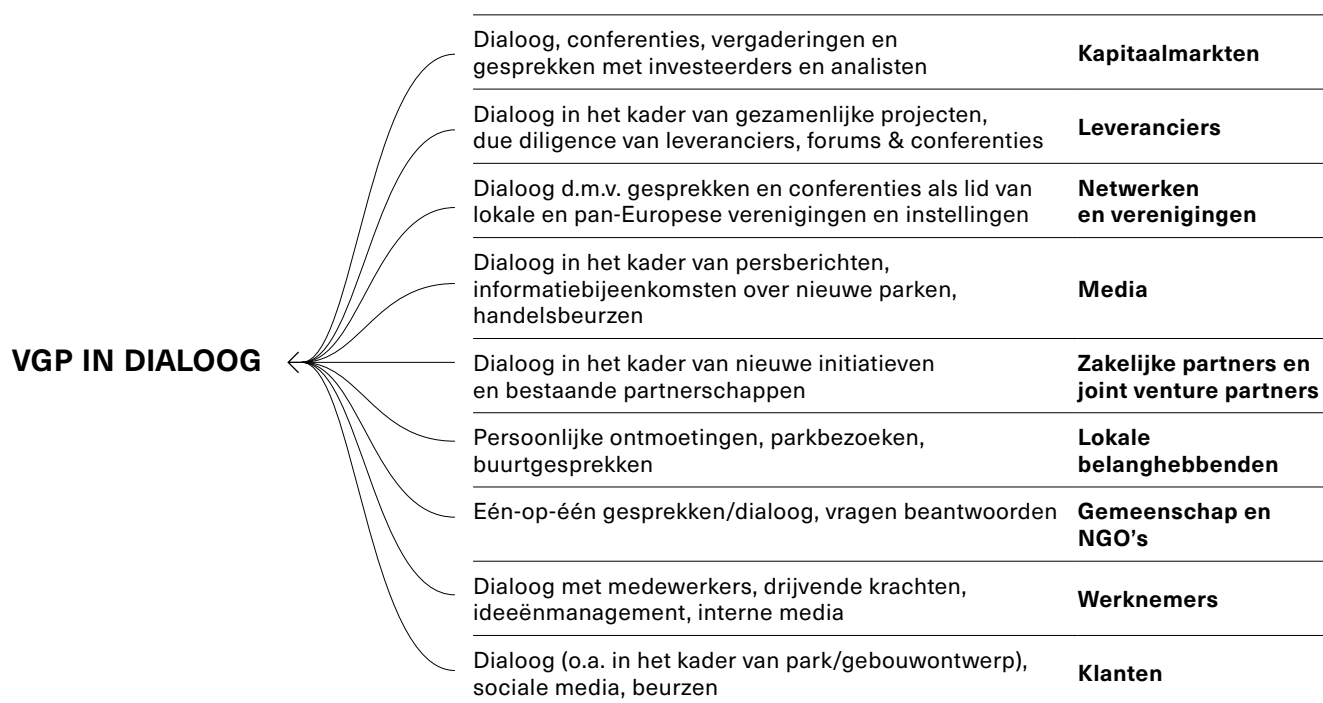 Dialoog, conferenties, vergaderingen en
gesprekken met investeerders en analisten
Kapitaalmarkten
Dialoog in het kader van gezamenlijke projecten,
due diligence van leveranciers, forums & conferenties
Leveranciers
Dialoog d.m.v. gesprekken en conferenties als lid van
lokale en pan-Europese verenigingen en instellingen
Netwerken
en verenigingen
Dialoog in het kader van persberichten,
informatiebijeenkomsten over nieuwe parken,
handelsbeurzen
Media
VGP IN DIALOOG
Dialoog in het kader van nieuwe initiatieven
en bestaande partnerschappen
Zakelijke partners en
joint venture partners
Persoonlijke ontmoetingen, parkbezoeken,
buurtgesprekken
Lokale
belanghebbenden
Eén-op-één gesprekken/dialoog, vragen beantwoorden
Gemeenschap en
NGO’s
Dialoog met medewerkers, drijvende krachten,
ideeënmanagement, interne media
Werknemers
Dialoog (o.a. in het kader van park/gebouwontwerp),
sociale media, beurzen
Klanten